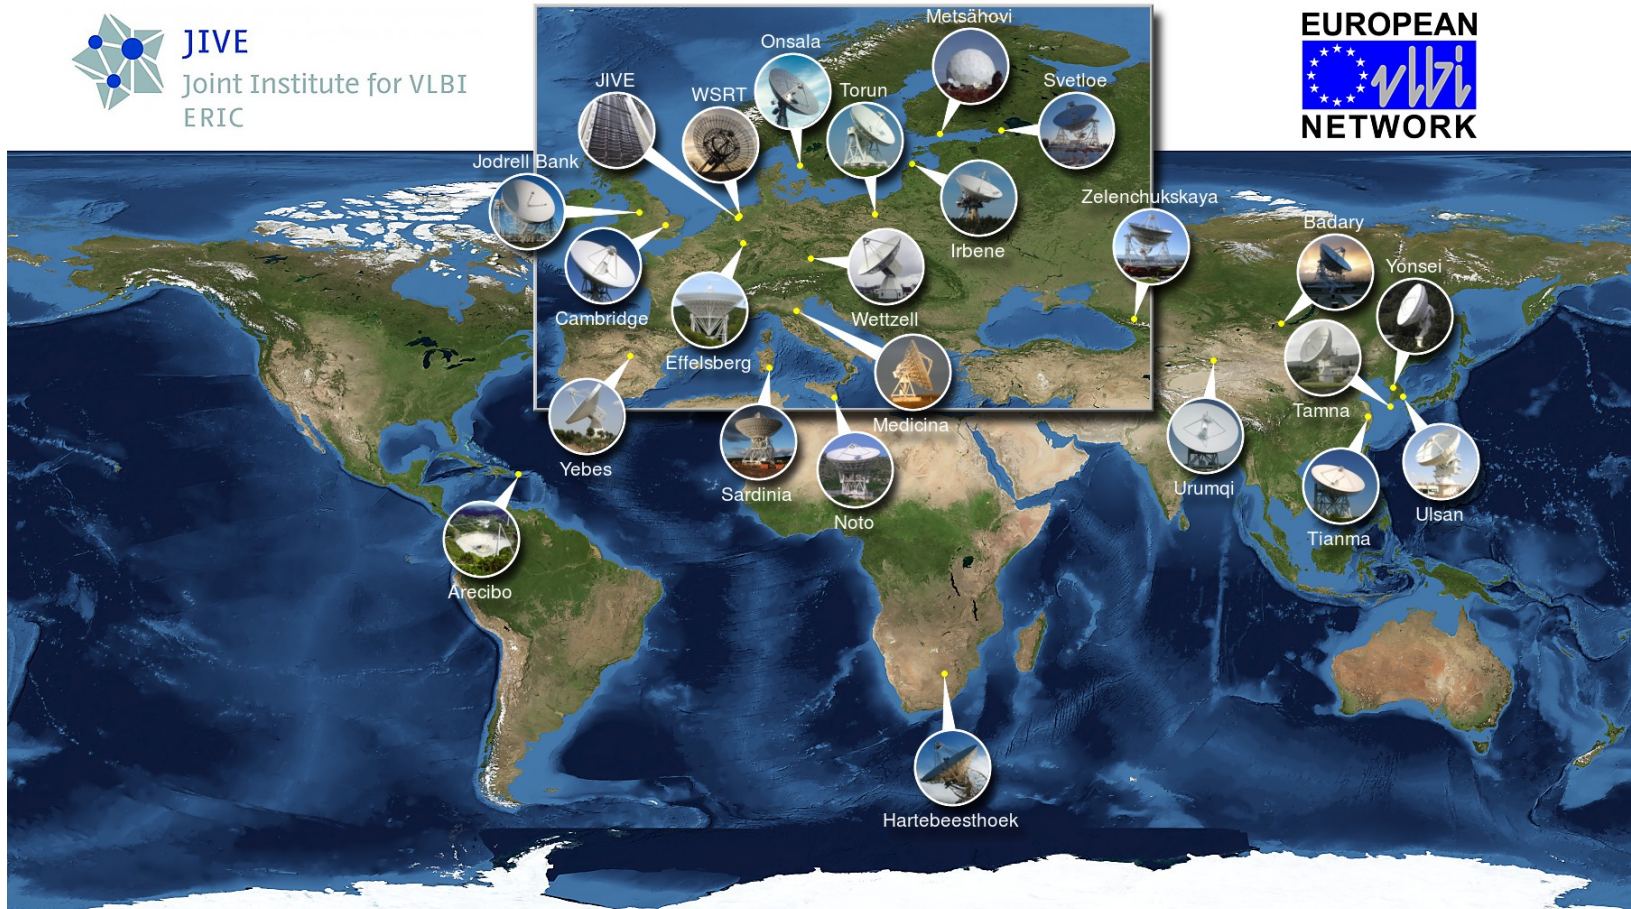 JIVE
Joint Institute for VLBI
ERIC
EUROPEAN
vlbi
NETWORK
Metsähovi
Onsala
JIVE
WSRT
Torun
Svetloe
Jodrell Bank
Zelenchukskaya
Badary
Irbene
Yonsei
Cambridge
Wettzell
Effelsberg
Tamna
Medicina
Yebes
Sardinia
Urumqi
Noto
Ulsan
Tianma
Arecibo
Hartebeesthoek